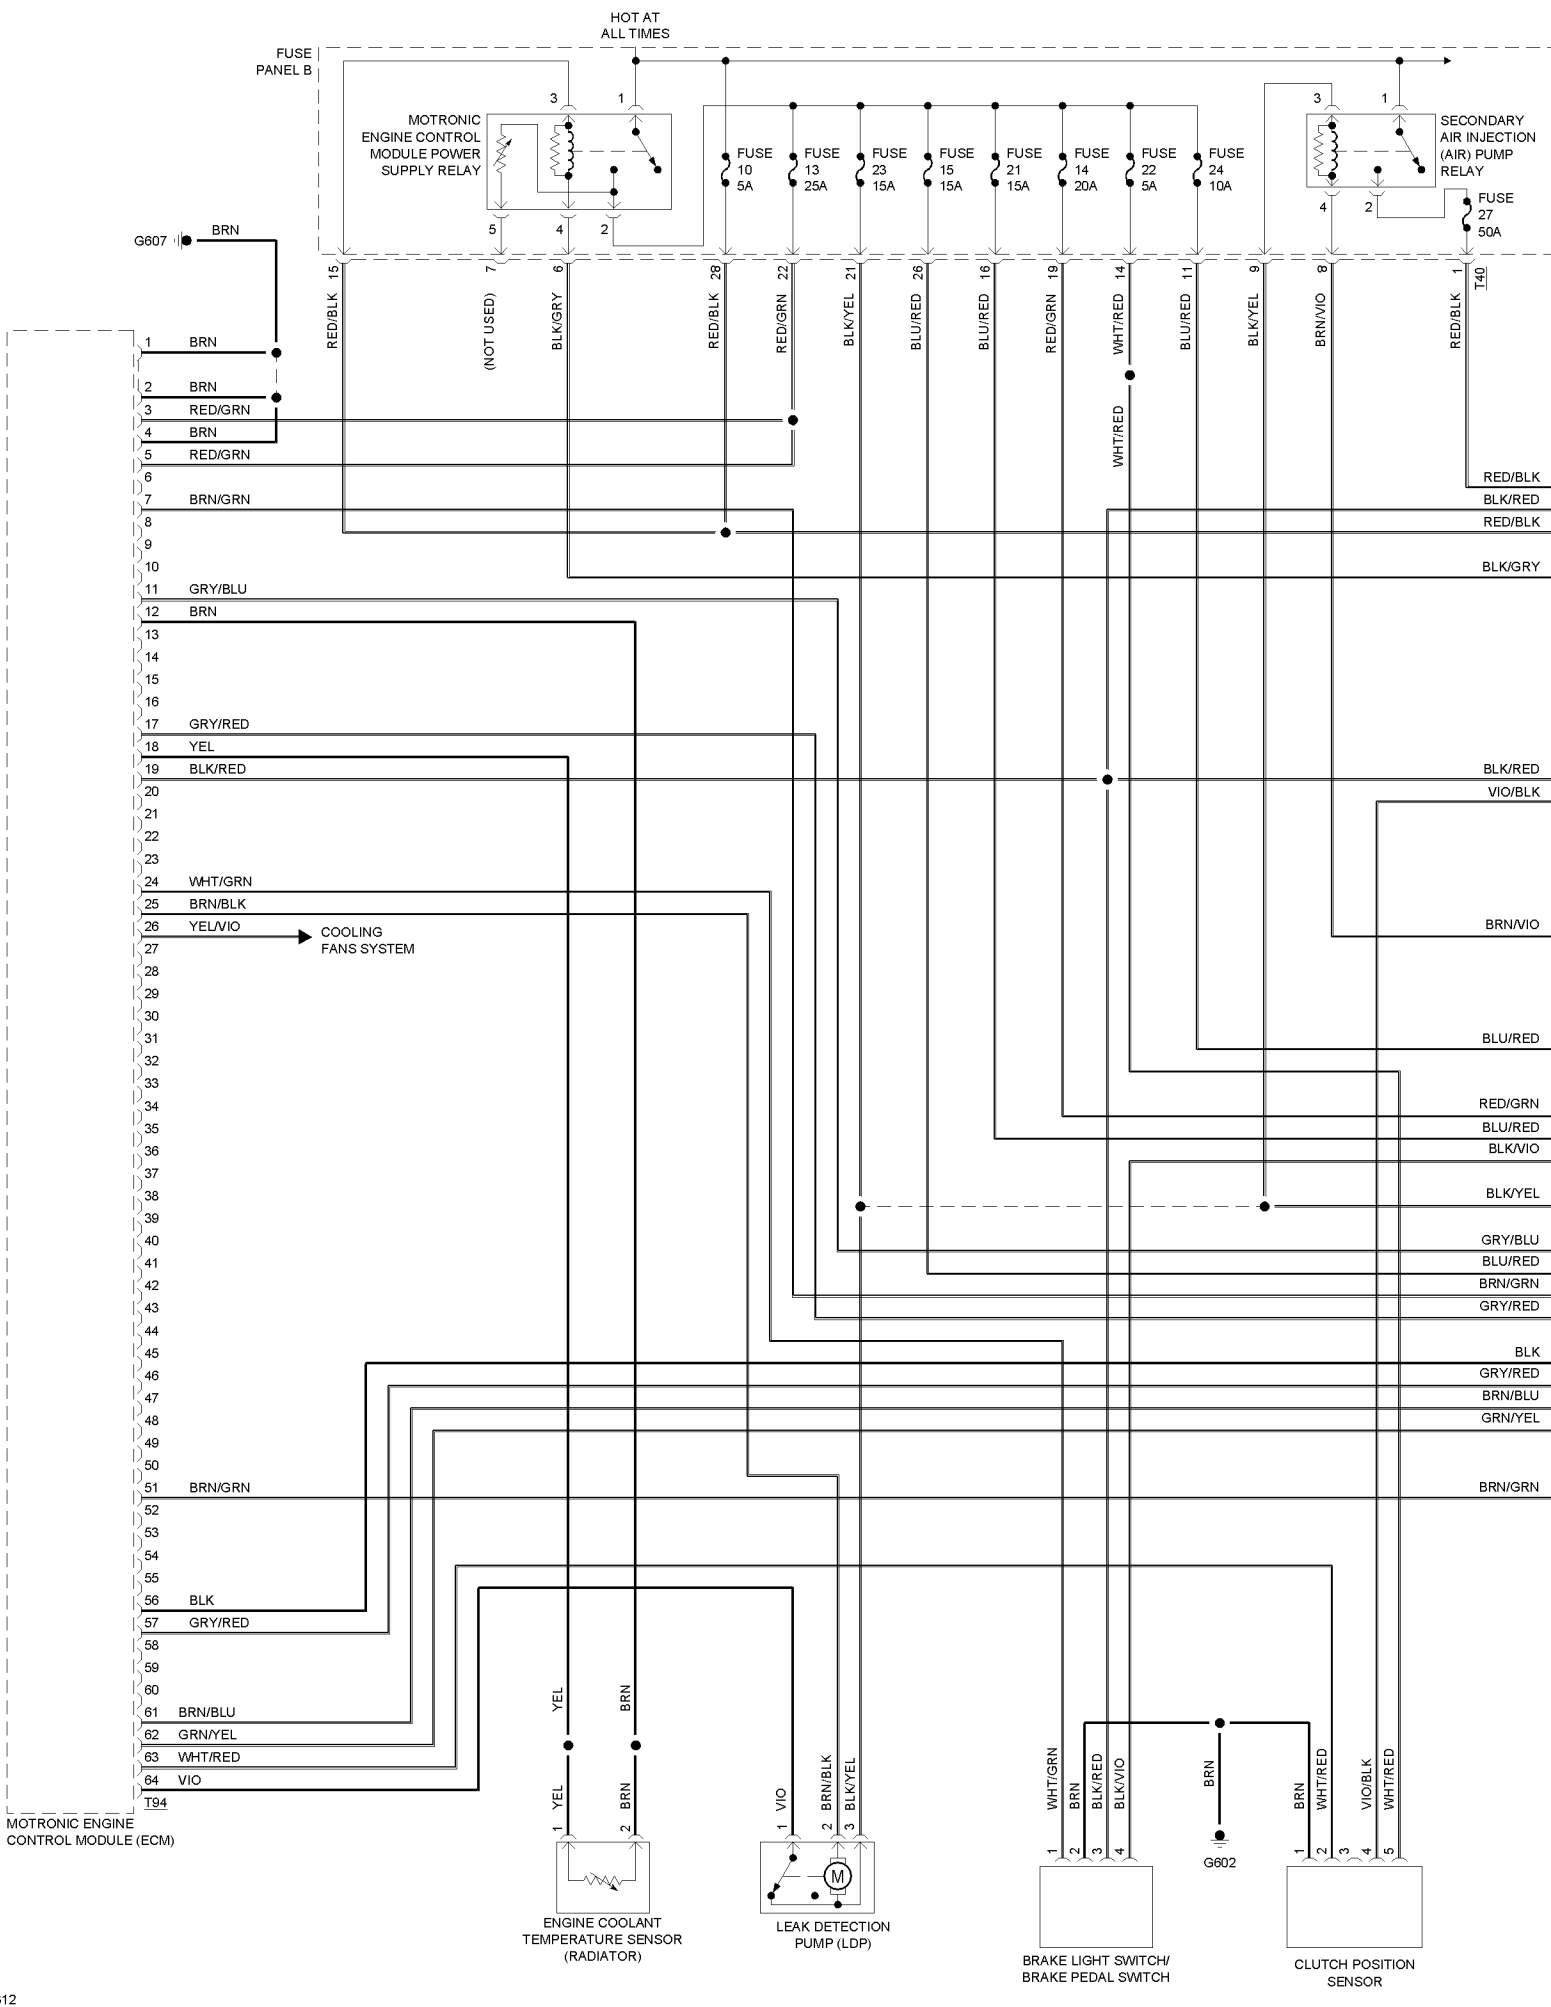 HOT AT
ALL TIMES
FUSE
PANEL B
MOTRONIC
ENGINE CONTROL
MODULE POWER
SUPPLY RELAY
3
1
5
4
2
FUSE
10
5A
FUSE
13
25A
FUSE
23
15A
FUSE
15
15A
FUSE
21
15A
FUSE
14
20A
FUSE
22
5A
FUSE
24
10A
3
1
4
2
SECONDARY
AIR INJECTION
(AIR) PUMP
RELAY
FUSE
27
50A
G607
BRN
15
RED/BLK
7
(NOT USED)
6
BLK/GRY
28
RED/BLK
22
RED/GRN
21
BLK/YEL
26
BLU/RED
16
BLU/RED
19
RED/GRN
14
WHT/RED
WHT/RED
11
BLU/RED
9
BLK/YEL
8
BRN/VIO
1
RED/BLK
T40
1 BRN
2 BRN
3 RED/GRN
4 BRN
5 RED/GRN
6
7 BRN/GRN
8
9
10
11 GRY/BLU
12 BRN
13
14
15
16
17 GRY/RED
18 YEL
19 BLK/RED
20
21
22
23
24 WHT/GRN
25 BRN/BLK
26 YEL/VIO
COOLING
FANS SYSTEM
27
28
29
30
31
32
33
34
35
36
37
38
39
40
41
42
43
44
45
46
47
48
49
50
51 BRN/GRN
52
53
54
55
56 BLK
57 GRY/RED
58
59
60
61 BRN/BLU
62 GRN/YEL
63 WHT/RED
64 VIO
T94
MOTRONIC ENGINE
CONTROL MODULE (ECM)
RED/BLK
BLK/RED
RED/BLK
BLK/GRY
BLK/RED
VIO/BLK
BRN/VIO
BLU/RED
RED/GRN
BLU/RED
BLK/VIO
BLK/YEL
GRY/BLU
BLU/RED
BRN/GRN
GRY/RED
BLK
GRY/RED
BRN/BLU
GRN/YEL
BRN/GRN
YEL
BRN
YEL
BRN
1
2
ENGINE COOLANT
TEMPERATURE SENSOR
(RADIATOR)
VIO
BRN/BLK
BLK/YEL
1
2
3
M
LEAK DETECTION
PUMP (LDP)
WHT/GRN
BRN
BLK/RED
BLK/VIO
1
2
3
4
BRAKE LIGHT SWITCH/
BRAKE PEDAL SWITCH
BRN
G602
BRN
WHT/RED
VIO/BLK
WHT/RED
1
2
3
4
5
CLUTCH POSITION
SENSOR